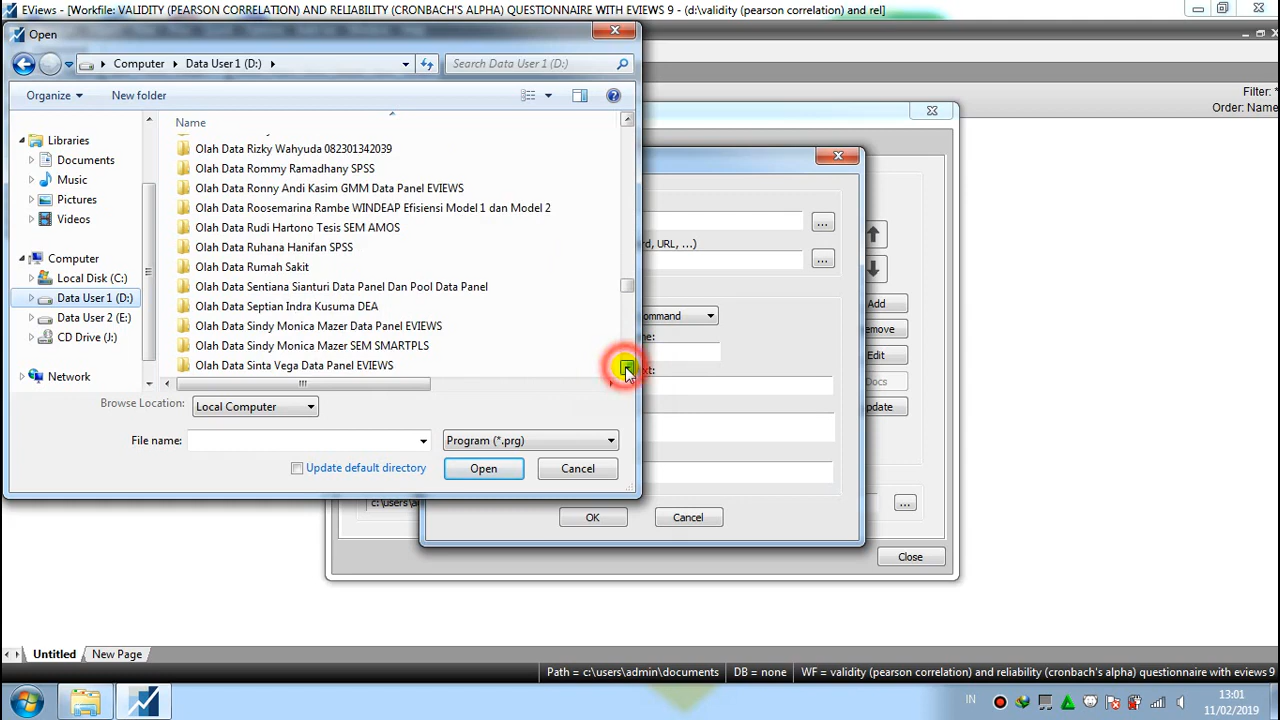 EViews - [Workfile: VALIDITY (PEARSON CORRELATION) AND RELIABILITY (CRONBACH'S ALPHA) QUESTIONNAIRE WITH EVIEWS 9 - (d:\validity (pearson correlation) and rel]
Open
Computer
Data User 1 (D:)
Search Data User 1 (D:)
Organize
New folder
Filter: *
Order: Name
Name
Libraries
Documents
Music
Pictures
Videos
Computer
Local Disk (C:)
Data User 1 (D:)
Data User 2 (E:)
CD Drive (J:)
Network
Olah Data Rizky Wahyuda 082301342039
Olah Data Rommy Ramadhany SPSS
Olah Data Ronny Andi Kasim GMM Data Panel EVIEWS
Olah Data Roosemarina Rambe WINDEAP Efisiensi Model 1 dan Model 2
Olah Data Rudi Hartono Tesis SEM AMOS
Olah Data Ruhana Hanifan SPSS
Olah Data Rumah Sakit
Olah Data Sentiana Sianturi Data Panel Dan Pool Data Panel
Olah Data Septian Indra Kusuma DEA
Olah Data Sindy Monica Mazer Data Panel EVIEWS
Olah Data Sindy Monica Mazer SEM SMARTPLS
Olah Data Sinta Vega Data Panel EVIEWS
Browse Location:
Local Computer
File name:
Program (*.prg)
Update default directory
Open
Cancel
...
rd, URL, ...)
...
ommand
ne:
xt:
Add
emove
Edit
Docs
pdate
...
OK
Cancel
Close
Untitled
New Page
Path = c:\users\admin\documents
DB = none
WF = validity (pearson correlation) and reliability (cronbach's alpha) questionnaire with eviews 9
IN
13:01
11/02/2019